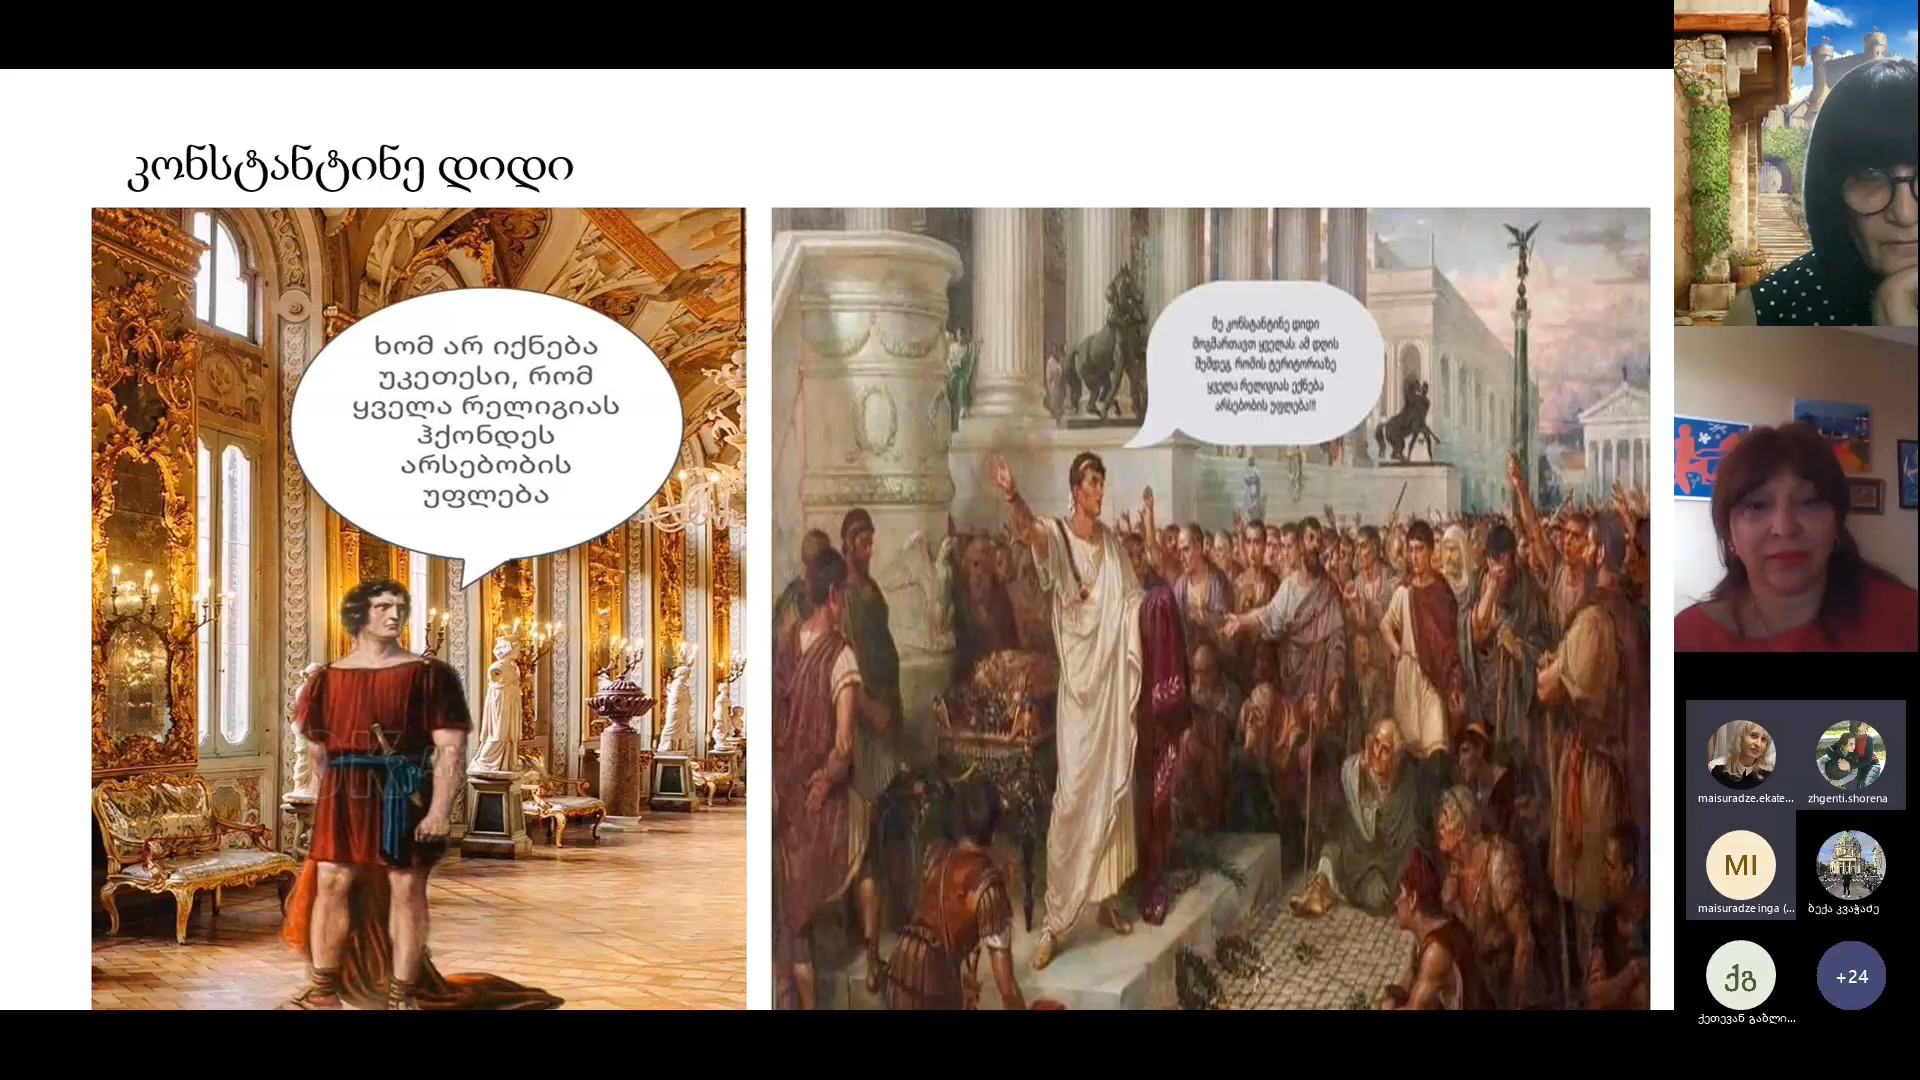 კონსტანტინე დიდი
ხომ არ იქნება
უკეთესი, რომ
ყველა რელიგიას
ჰქონდეს
არსებობის
უფლება
მე კონსტანტინე დიდი
მოგმართავთ ყველას: ამ დღის
შემდეგ, რომის ტერიტორიაზე
ყველა რელიგიას ექნება
არსებობის უფლება!!!
maisuradze.ekate...
zhgenti.shorena
MI
maisuradze inga (...
ბექა კვაჭაძე
ქგ
+24
ქეთევან გაბლი...